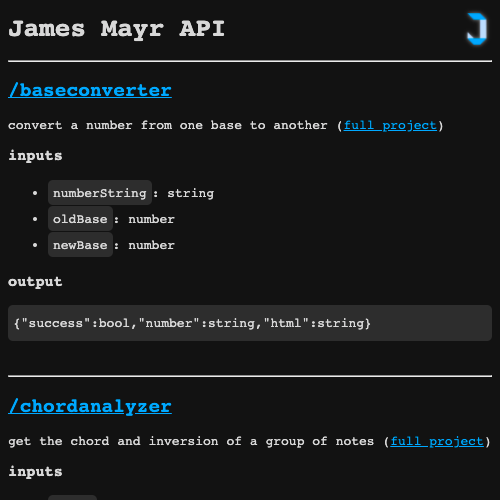 James Mayr API
/baseconverter
convert a number from one base to another (full project)
inputs
• numberString: string
• oldBase: number
• newBase: number
output
{"success":bool,"number":string,"html":string}
/chordanalyzer
get the chord and inversion of a group of notes (full project)
inputs